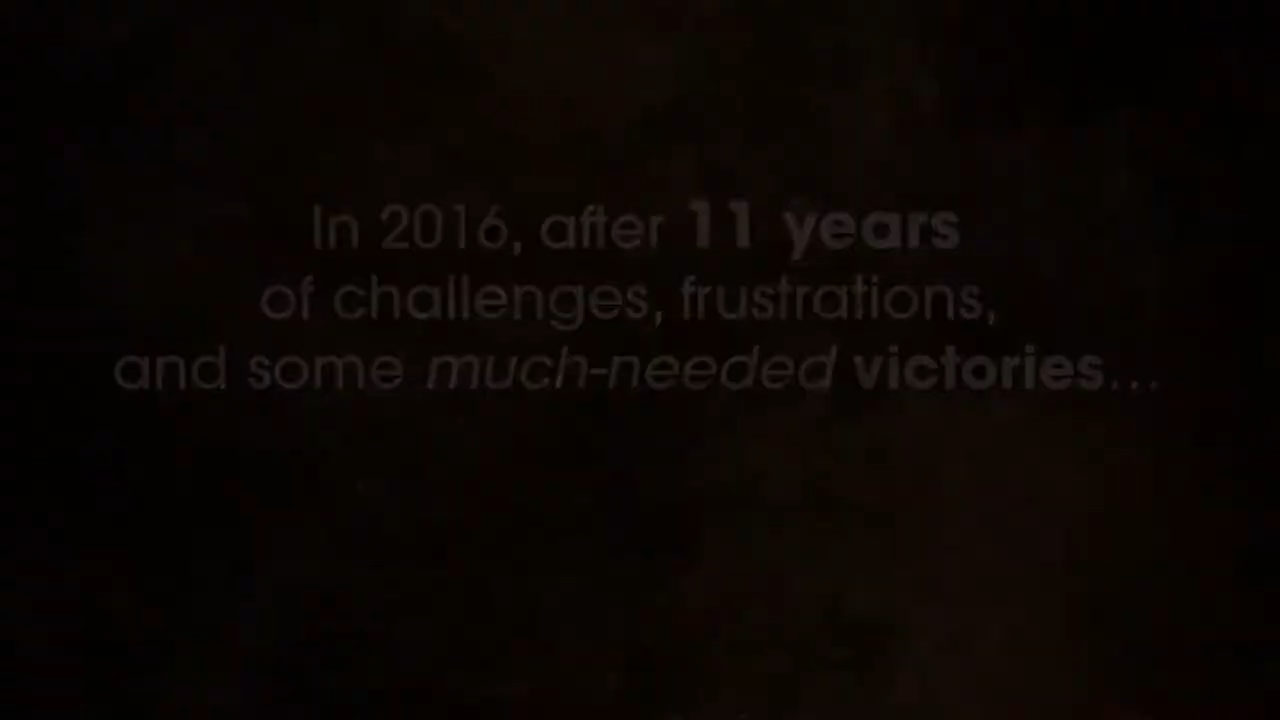 In 2016, after 11 years
of challenges, frustrations,
and some much-needed victories...